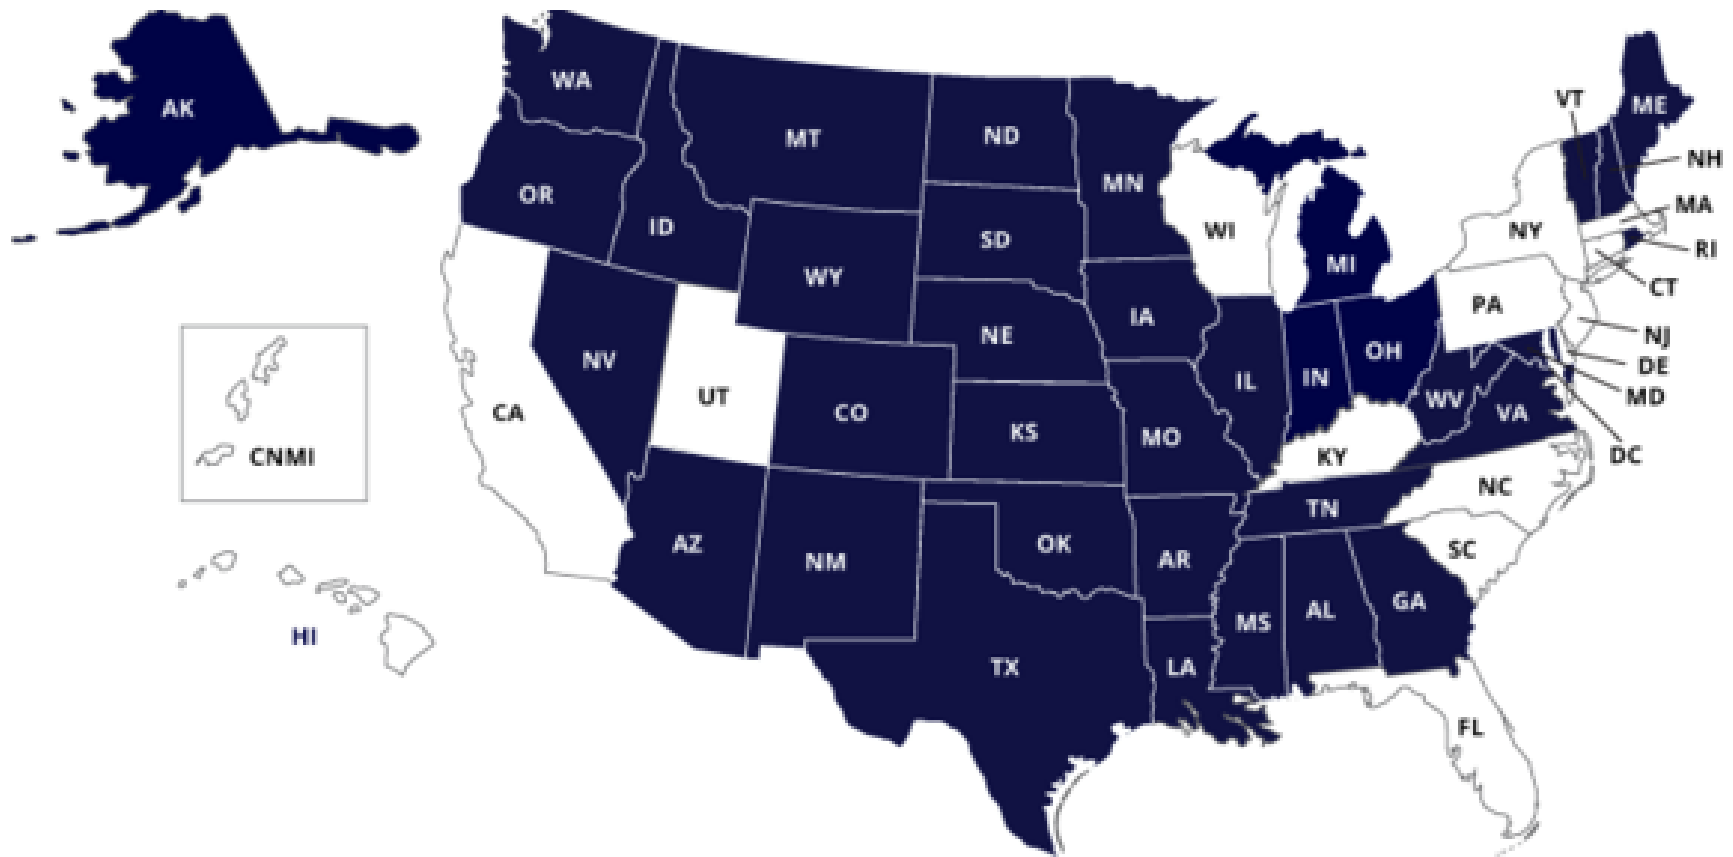 AK
WA
MT
ND
MN
VT
ME
NH
OR
ID
SD
WI
MI
NY
MA
RI
WY
IA
NE
PA
CT
NJ
NV
UT
CO
IL
IN
OH
DE
MD
CA
KS
MO
WV
VA
DC
CNMI
KY
NC
AZ
NM
OK
AR
TN
SC
HI
TX
MS
AL
GA
LA
FL